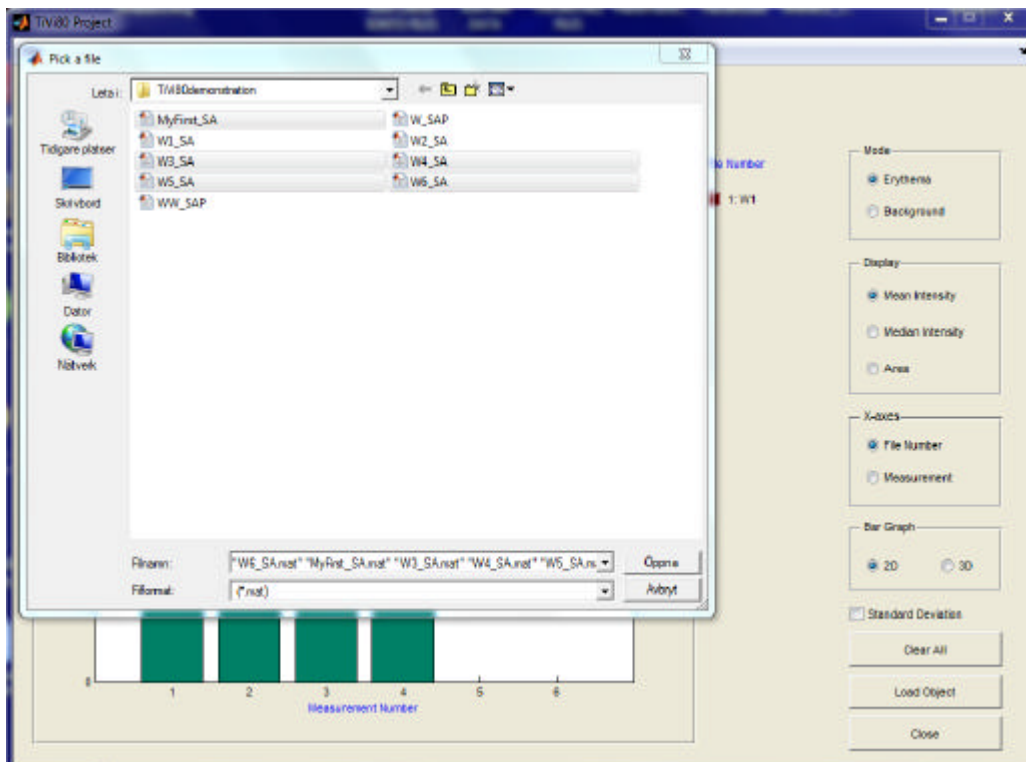 TiVi80 Project
Pick a file
Leta i:
TiVi80demonstration
MyFirst_SA
W_SAP
W1_SA
W2_SA
W3_SA
W4_SA
W5_SA
W6_SA
WW_SAP
Tidigare platser
Skrivbord
Bibliotek
Dator
Nätverk
Filnamn:
"W6_SA.mat" "MyFirst_SA.mat" "W3_SA.mat" "W4_SA.mat" "W5_SA.m
Öppna
Filformat:
(*.mat)
Avbryt
File Number
1: W1
Mode
Erythema
Background
Display
Mean Intensity
Median Intensity
Area
X-axes
File Number
Measurement
Bar Graph
2D
3D
Standard Deviation
Clear All
Load Object
Close
0
1 2 3 4 5 6
Measurement Number